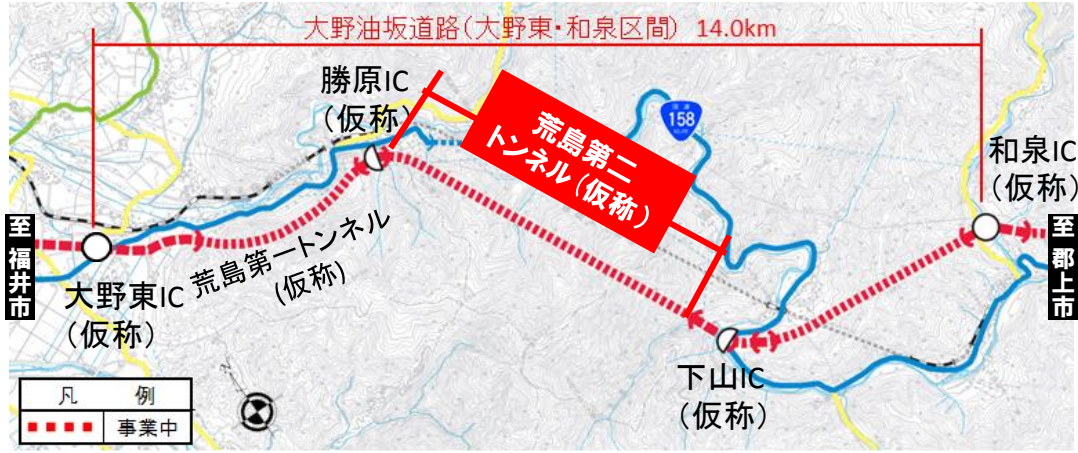 大野油坂道路(大野東・和泉区間) 14.0km
勝原IC
(仮称)
荒島第二
トンネル(仮称)
158
和泉IC
(仮称)
至 福井市
至 郡上市
荒島第一トンネル
(仮称)
大野東IC
(仮称)
下山IC
(仮称)
凡 例
事業中